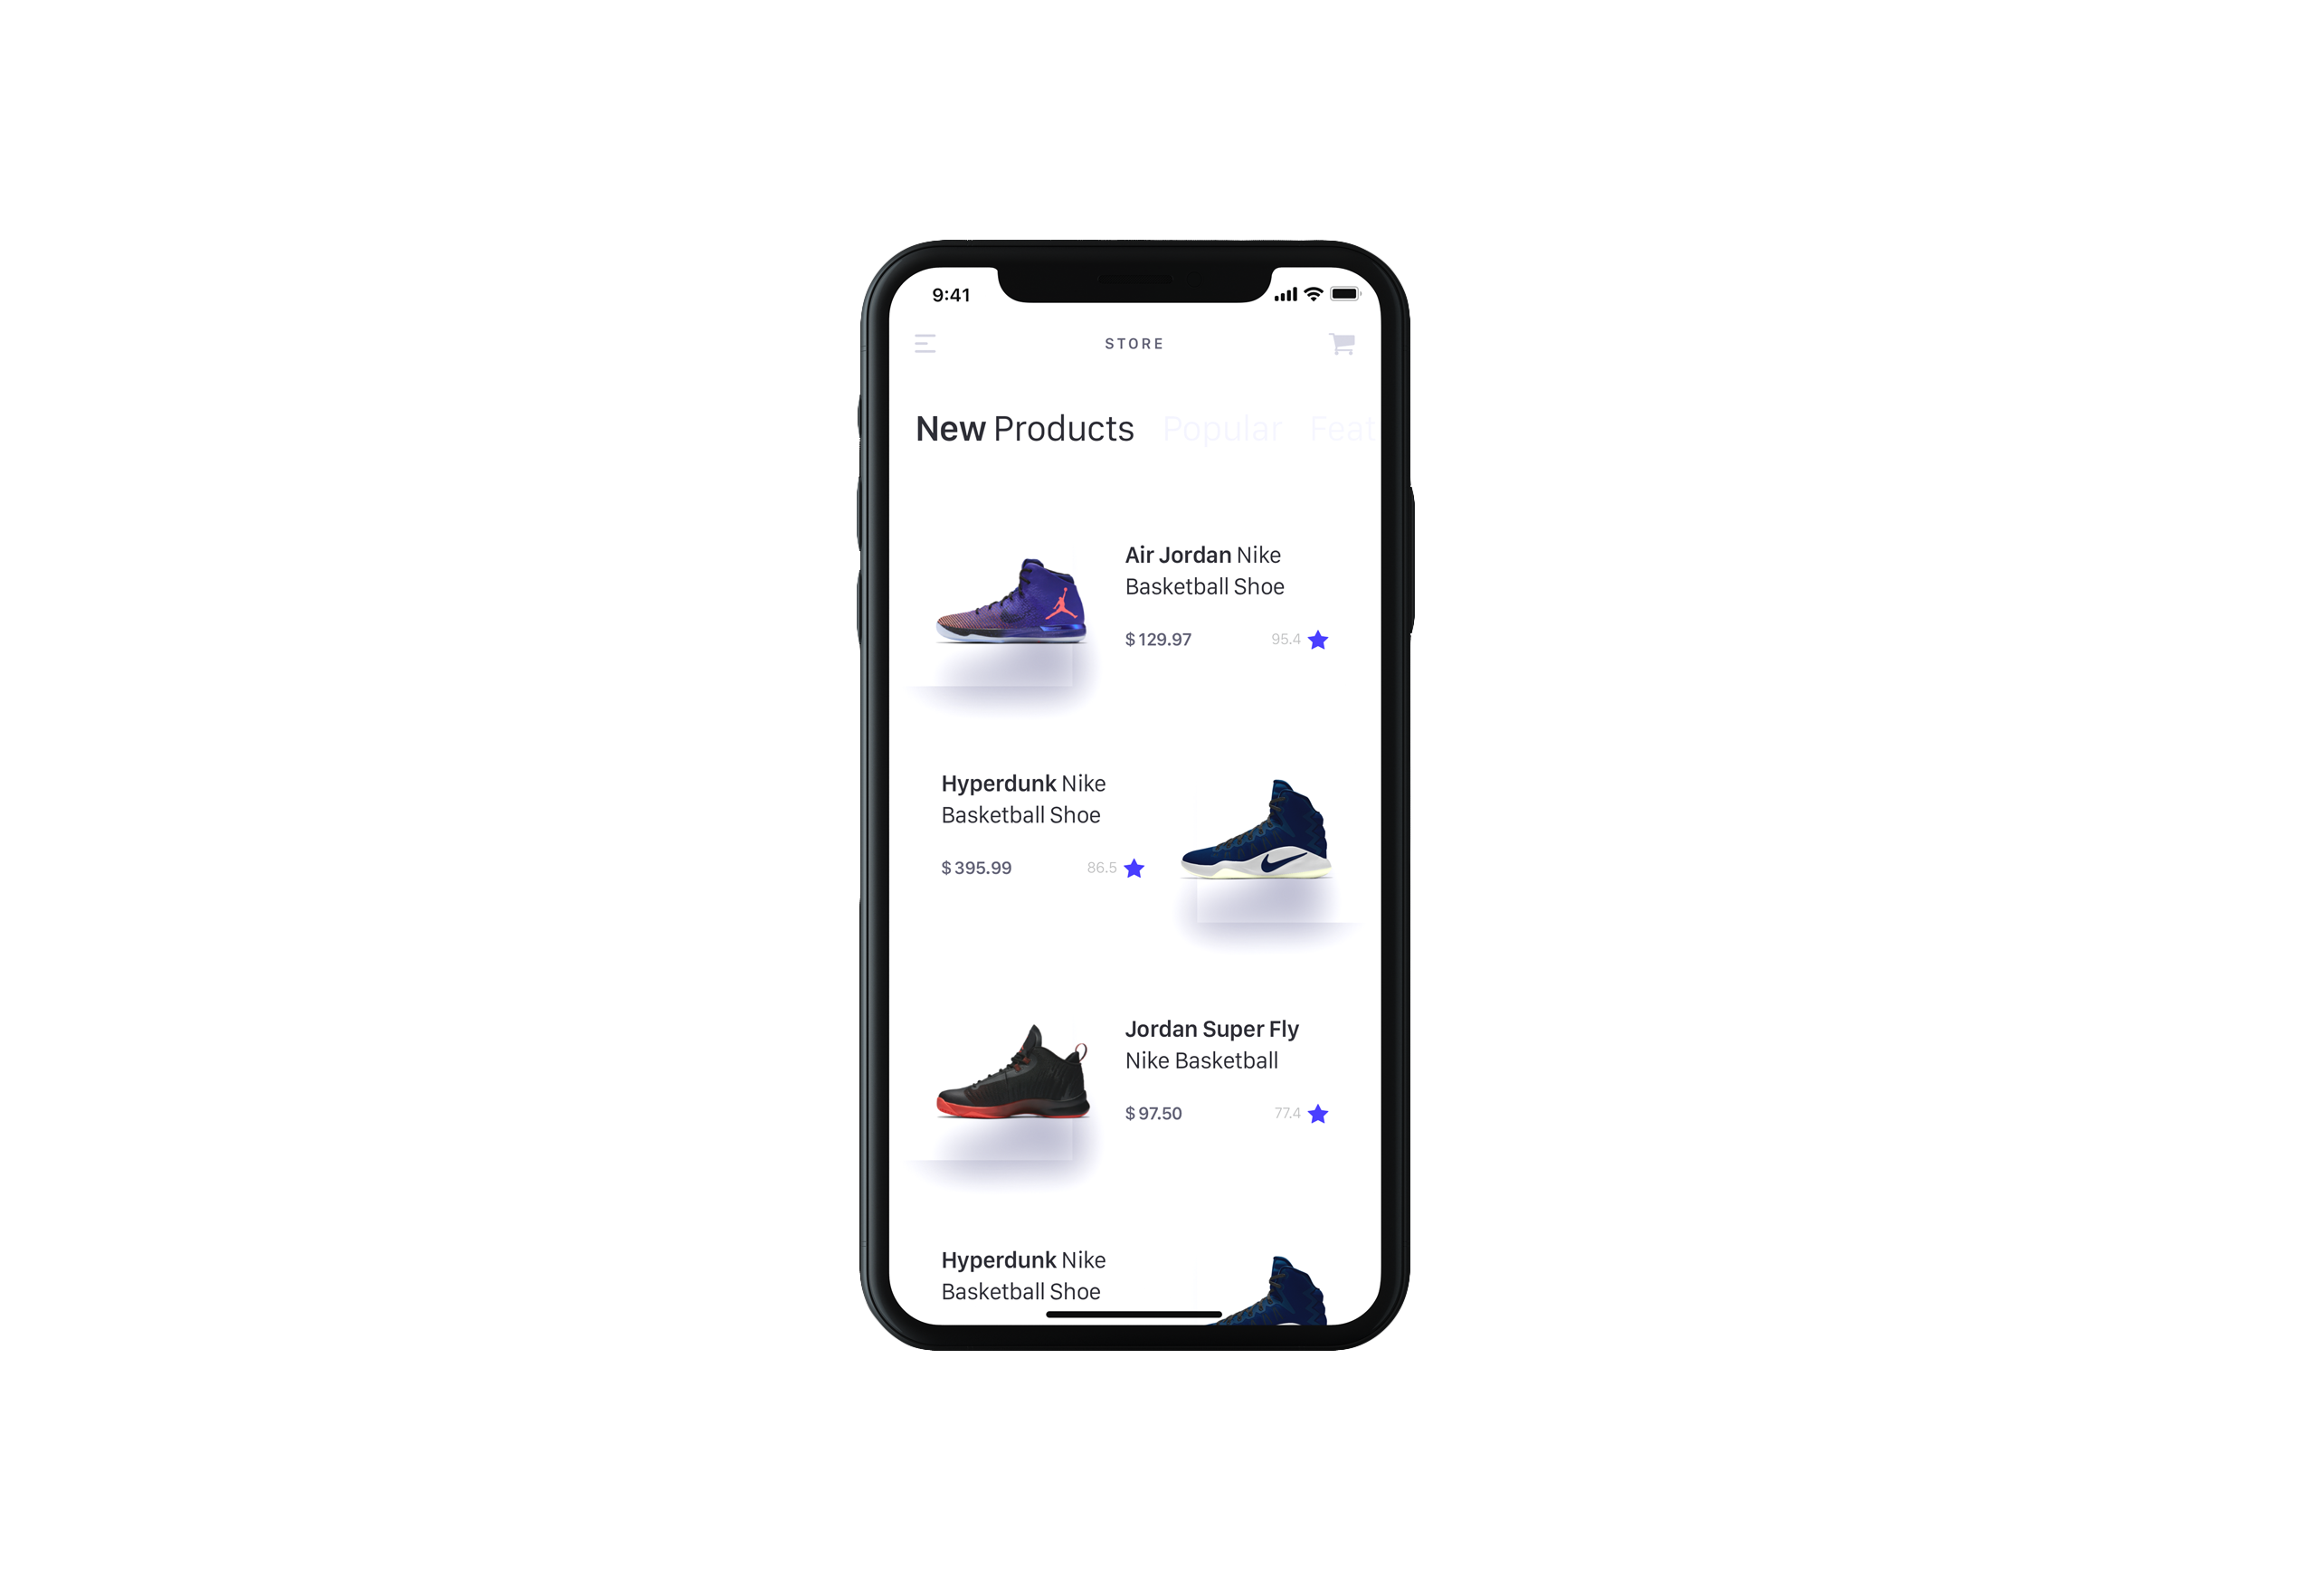 9:41
STORE
New Products Popular Feat
Air Jordan Nike
Basketball Shoe
$ 129.97 95.4
Hyperdunk Nike
Basketball Shoe
$ 395.99 86.5
Jordan Super Fly
Nike Basketball
$ 97.50 77.4
Hyperdunk Nike
Basketball Shoe